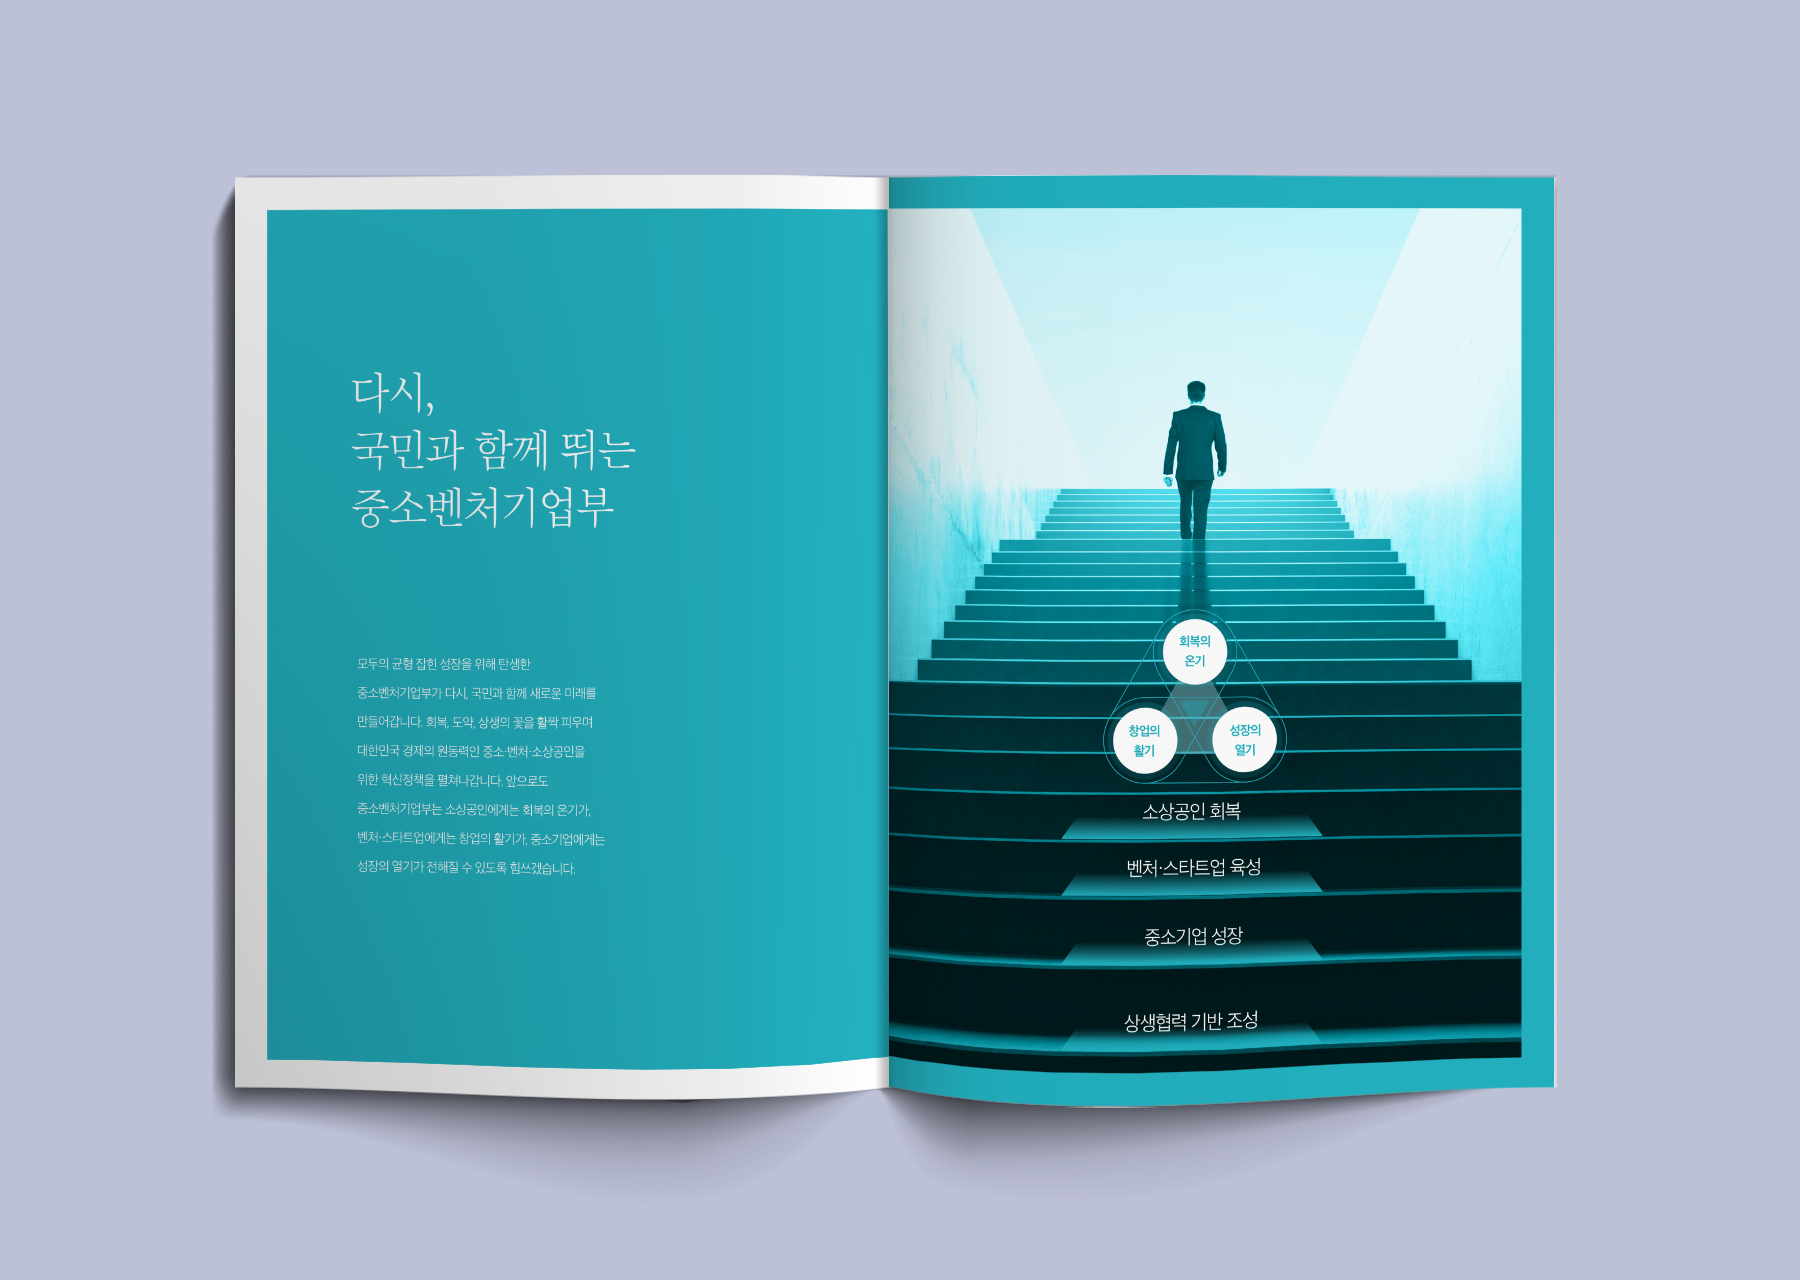 다시,
국민과 함께 뛰는
중소벤처기업부
모두의 균형 잡힌 성장을 위해 탄생한
중소벤처기업부가 다시, 국민과 함께 새로운 미래를
만들어갑니다. 회복, 도약, 상생의 꽃을 활짝 피우며
대한민국 경제의 원동력인 중소·벤처·소상공인을
위한 혁신정책을 펼쳐나갑니다. 앞으로도
중소벤처기업부는 소상공인에게는 회복의 온기가,
벤처·스타트업에게는 창업의 활기가, 중소기업에게는
성장의 열기가 전해질 수 있도록 힘쓰겠습니다.
회복의
온기
창업의
활기
성장의
열기
소상공인 회복
벤처·스타트업 육성
중소기업 성장
상생협력 기반 조성